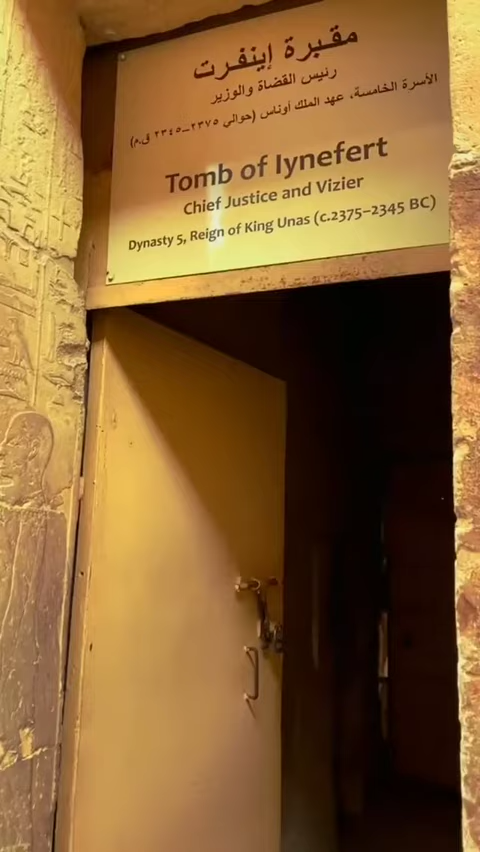 مقبرة إينفرت
رئيس القضاة والوزير
الأسرة الخامسة، عهد الملك أوناس (حوالي ٢٣٧٥–٢٣٤٥ ق.م)
Tomb of Iynefert
Chief Justice and Vizier
Dynasty 5, Reign of King Unas (c.2375–2345 BC)